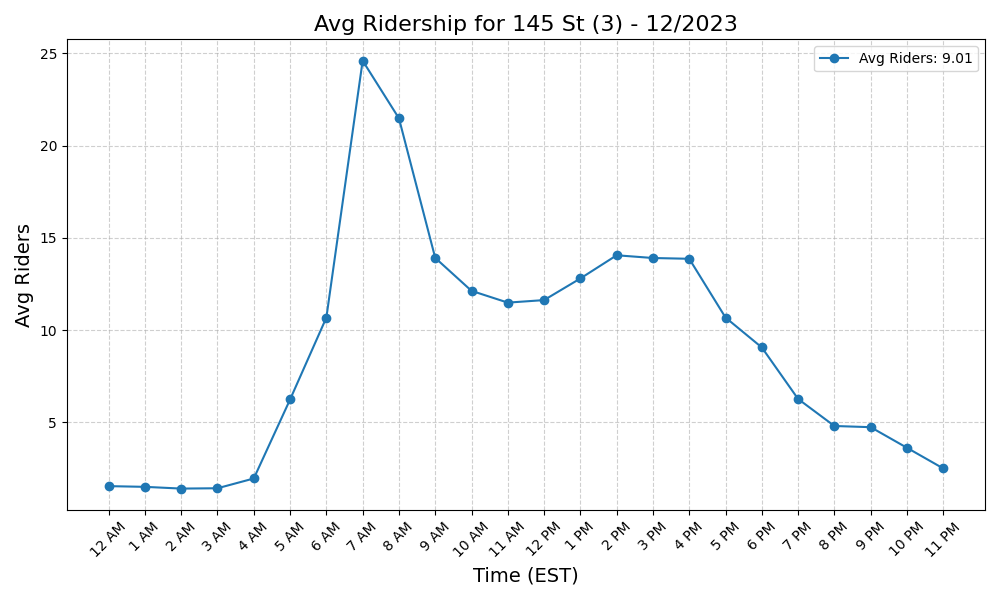 Avg Ridership for 145 St (3) - 12/2023
Avg Riders: 9.01
25
20
15
10
5
Avg Riders
12 AM
1 AM
2 AM
3 AM
4 AM
5 AM
6 AM
7 AM
8 AM
9 AM
10 AM
11 AM
12 PM
1 PM
2 PM
3 PM
4 PM
5 PM
6 PM
7 PM
8 PM
9 PM
10 PM
11 PM
Time (EST)